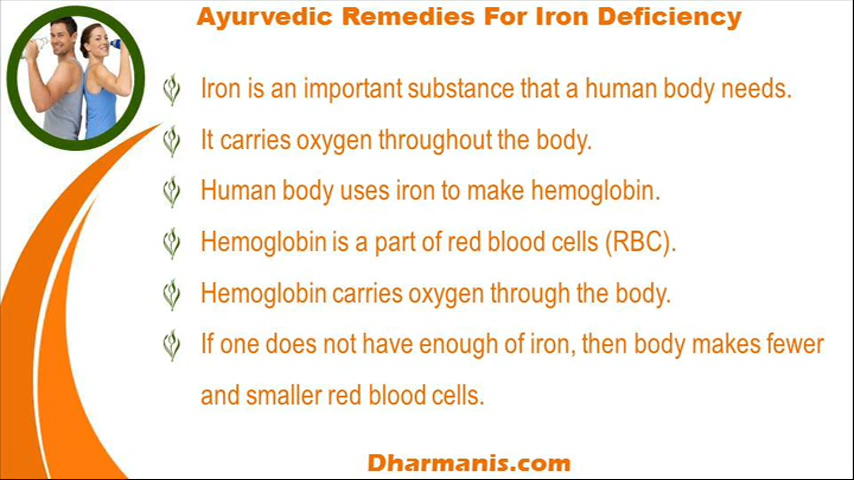 Ayurvedic Remedies For Iron Deficiency
Iron is an important substance that a human body needs.
It carries oxygen throughout the body.
Human body uses iron to make hemoglobin.
Hemoglobin is a part of red blood cells (RBC).
Hemoglobin carries oxygen through the body.
If one does not have enough of iron, then body makes fewer
and smaller red blood cells.
Dharmanis.com